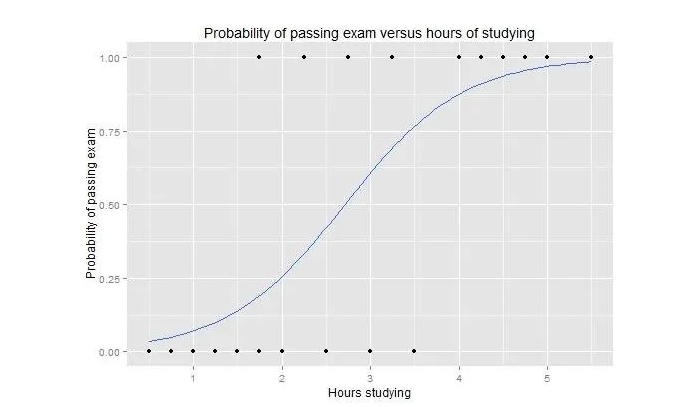 Probability of passing exam versus hours of studying
1.00
0.75
0.50
0.25
0.00
Probability of passing exam
1 2 3 4 5
Hours studying